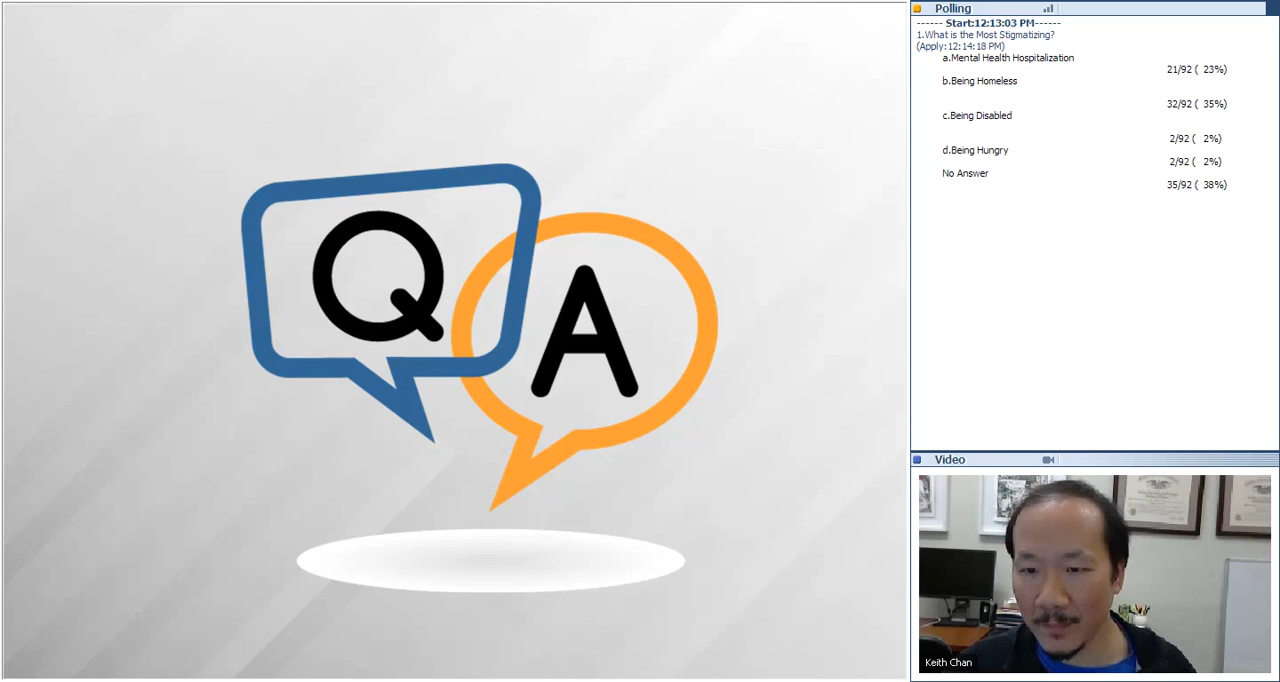 Q
A
Polling
------ Start:12:13:03 PM------
1.What is the Most Stigmatizing?
(Apply:12:14:18 PM)
a.Mental Health Hospitalization
21/92 ( 23%)
b.Being Homeless
32/92 ( 35%)
c.Being Disabled
2/92 ( 2%)
d.Being Hungry
2/92 ( 2%)
No Answer
35/92 ( 38%)
Video
Keith Chan